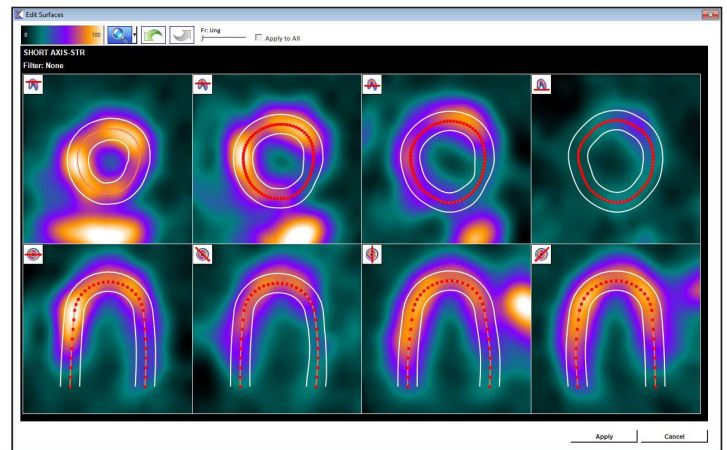 Edit Surfaces
0 100 Fr: Ung Apply to All
SHORT AXIS-STR
Filter: None
Apply Cancel